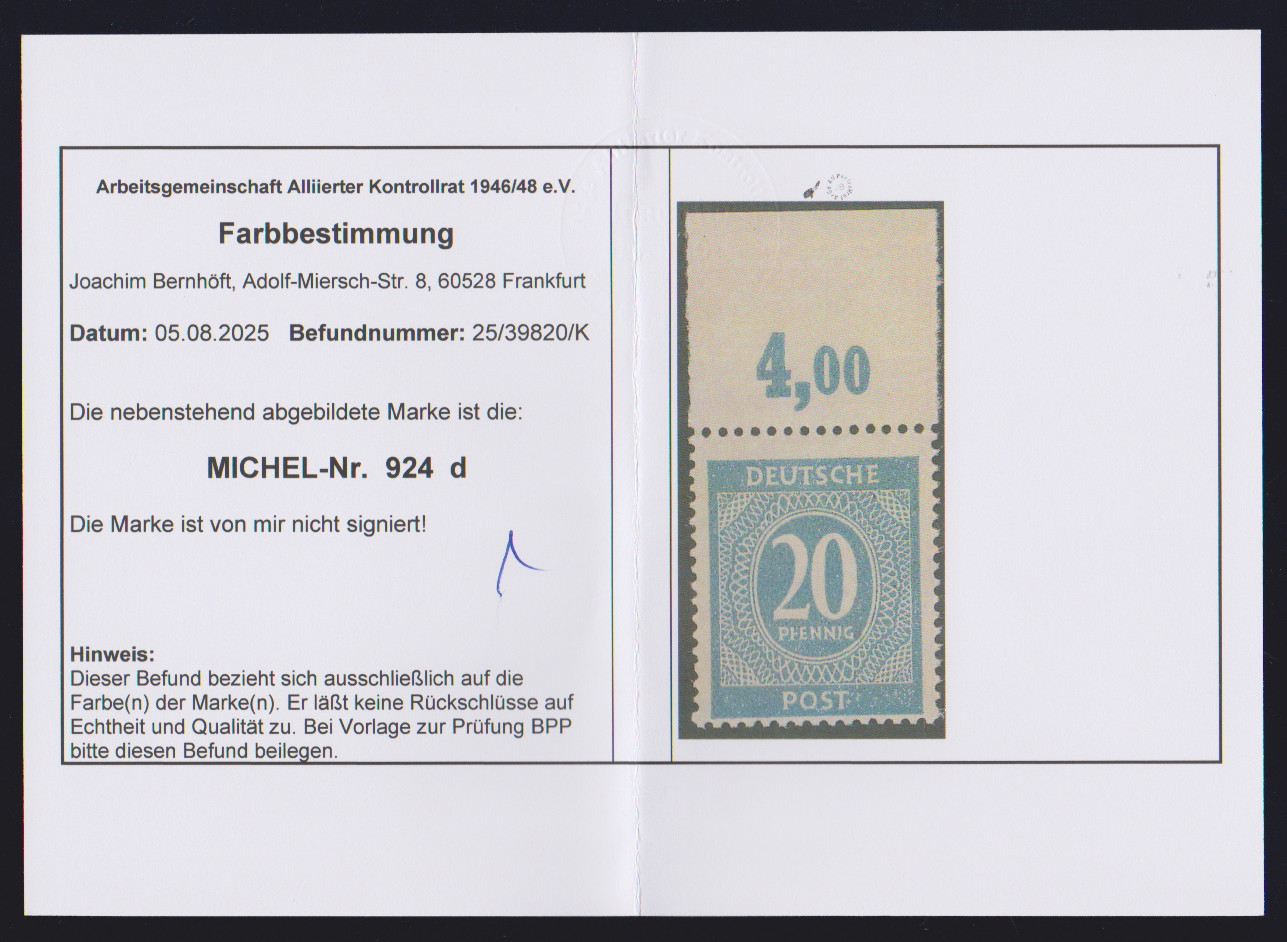 Arbeitsgemeinschaft Alliierter Kontrollrat 1946/48 e.V.
Farbbestimmung
Joachim Bernhöft, Adolf-Miersch-Str. 8, 60528 Frankfurt
Datum: 05.08.2025 Befundnummer: 25/39820/K
Die nebenstehend abgebildete Marke ist die:
MICHEL-Nr. 924 d
Die Marke ist von mir nicht signiert!
Hinweis:
Dieser Befund bezieht sich ausschließlich auf die
Farbe(n) der Marke(n). Er läßt keine Rückschlüsse auf
Echtheit und Qualität zu. Bei Vorlage zur Prüfung BPP
bitte diesen Befund beilegen.
4,00
DEUTSCHE
20
PFENNIG
POST